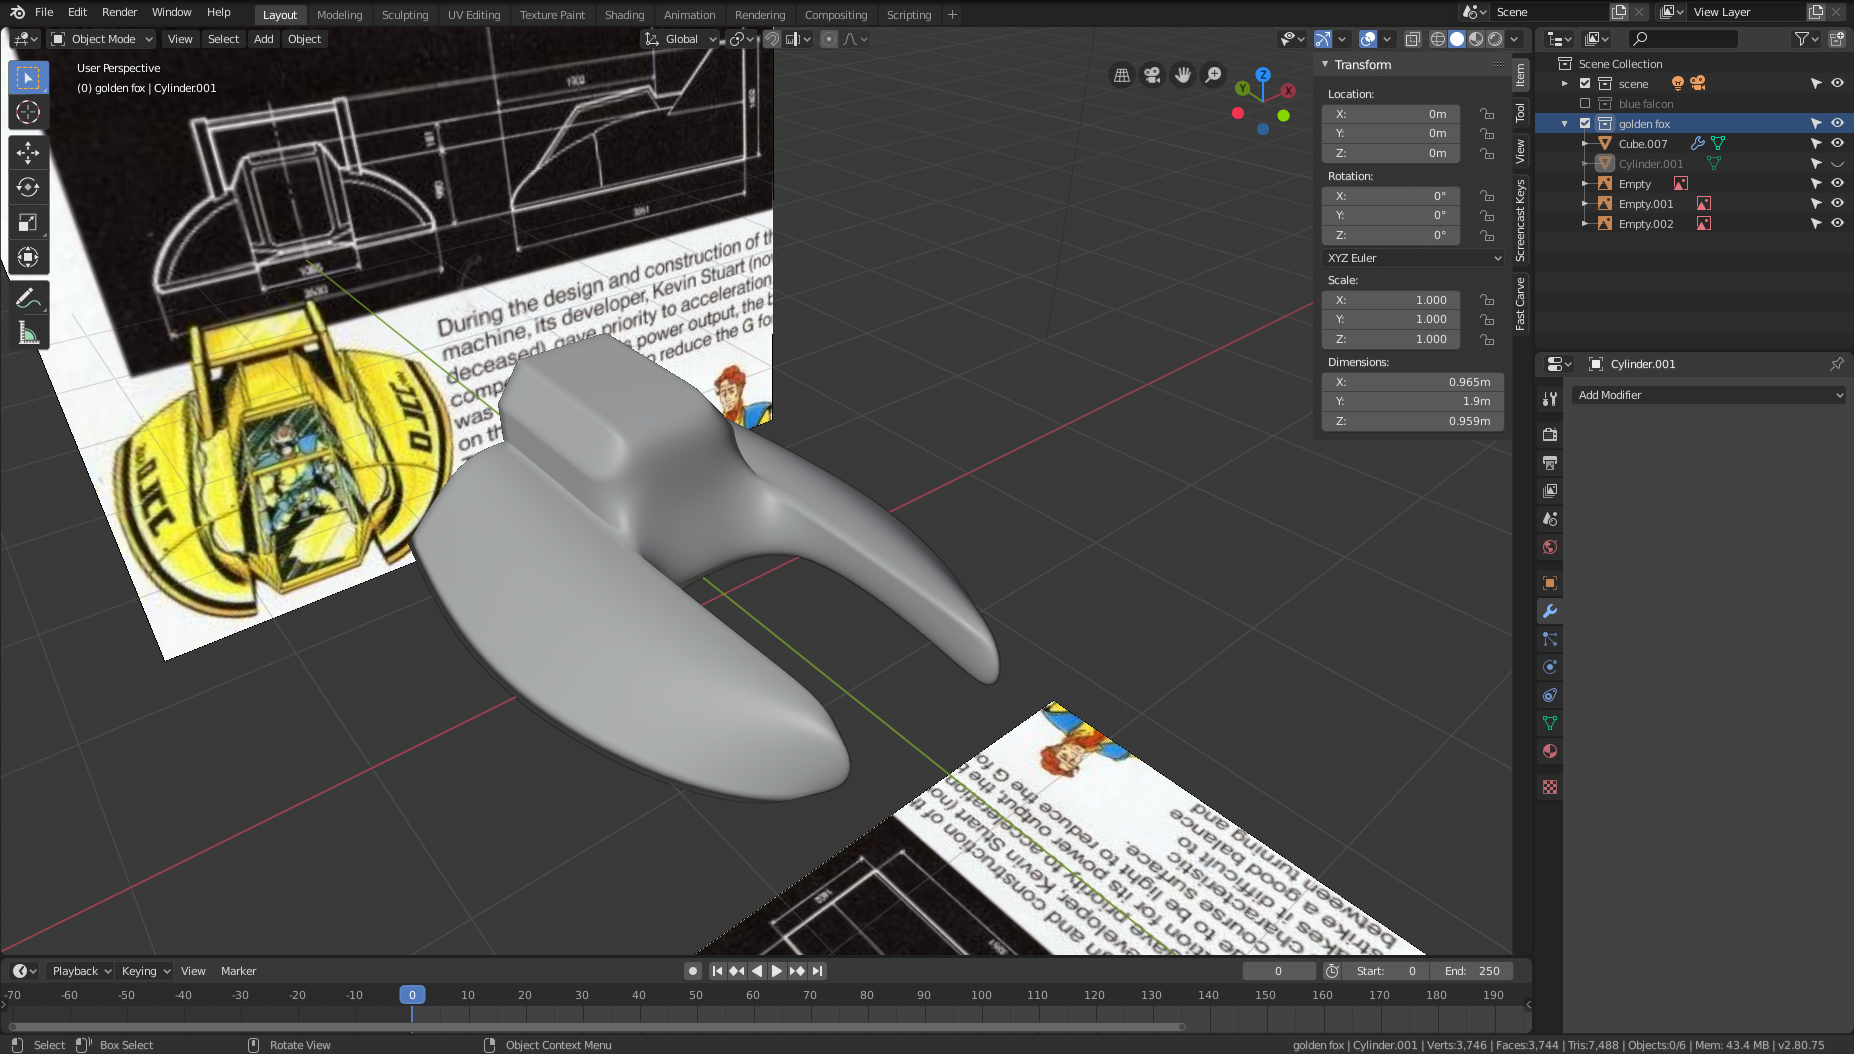 File Edit Render Window Help
Layout Modeling Sculpting UV Editing Texture Paint Shading Animation Rendering Compositing Scripting +
Scene
View Layer
Object Mode View Select Add Object
Global
User Perspective
(0) golden fox | Cylinder.001
Z
Y
X
Transform
Location:
X: 0m
Y: 0m
Z: 0m
Rotation:
X: 0°
Y: 0°
Z: 0°
XYZ Euler
Scale:
X: 1.000
Y: 1.000
Z: 1.000
Dimensions:
X: 0.965m
Y: 1.9m
Z: 0.959m
Item
Tool
View
Screencast Keys
Fast Carve
Scene Collection
scene
blue falcon
golden fox
Cube.007
Cylinder.001
Empty
Empty.001
Empty.002
Cylinder.001
Add Modifier
During the design and construction of
machine, its developer, Kevin Stuart (no
deceased), gave priority to acceleration
power output, the
reduce the G fo
was
on th
Playback Keying View Marker
0
Start: 0
End: 250
-70 -60 -50 -40 -30 -20 -10 0 10 20 30 40 50 60 70 80 90 100 110 120 130 140 150 160 170 180 190
Select Box Select Rotate View Object Context Menu
golden fox | Cylinder.001 | Verts:3,746 | Faces:3,744 | Tris:7,488 | Objects:0/6 | Mem: 43.4 MB | v2.80.75